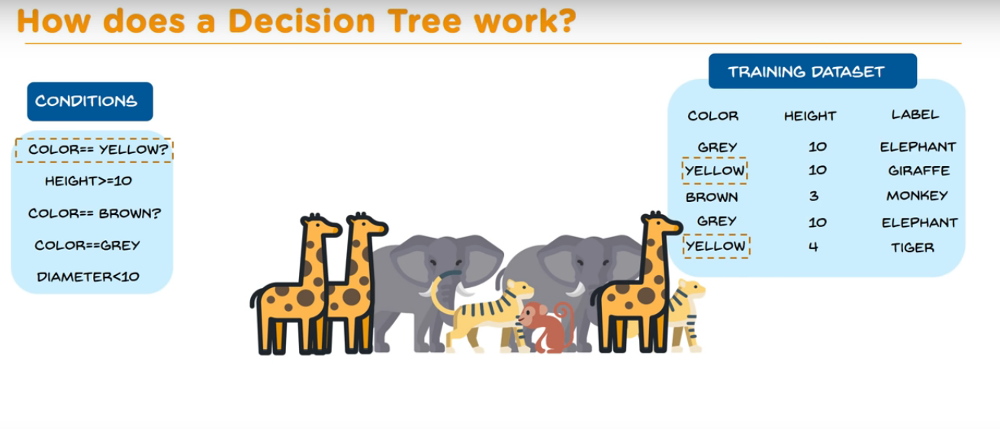 How does a Decision Tree work?
CONDITIONS
COLOR== YELLOW?
HEIGHT>=10
COLOR== BROWN?
COLOR==GREY
DIAMETER<10
TRAINING DATASET
COLOR HEIGHT LABEL
GREY 10 ELEPHANT
YELLOW 10 GIRAFFE
BROWN 3 MONKEY
GREY 10 ELEPHANT
YELLOW 4 TIGER